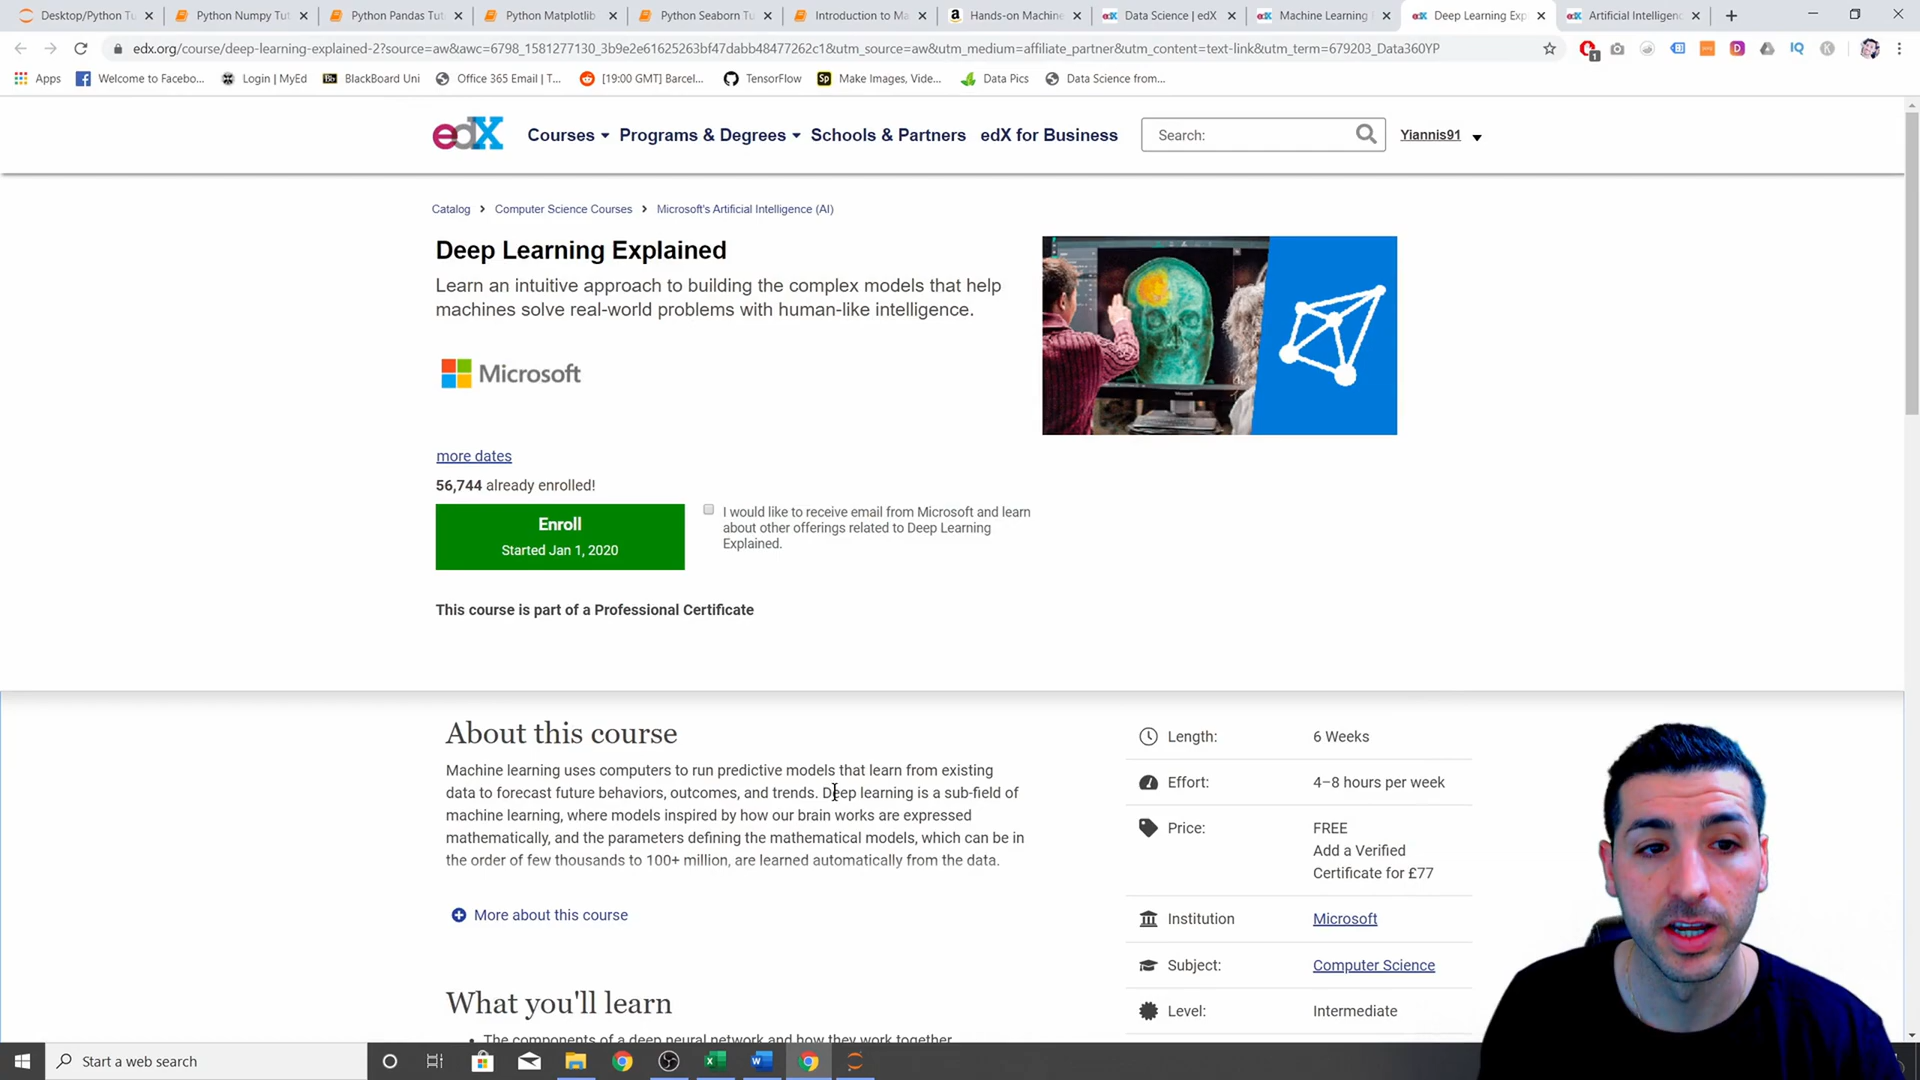 Desktop/Python Tu
Python Numpy Tut
Python Pandas Tut
Python Matplotlib
Python Seaborn Tu
Introduction to Ma
Hands-on Machine
Data Science | edX
Machine Learning
Deep Learning Exp
Artificial Intelligenc
edx.org/course/deep-learning-explained-2?source=aw&awc=6798_1581277130_3b9e2e61625263bf47dabb48477262c1&utm_source=aw&utm_medium=affiliate_partner&utm_content=text-link&utm_term=679203_Data360YP
Apps
Welcome to Facebo...
Login | MyEd
BlackBoard Uni
Office 365 Email | T...
[19:00 GMT] Barcel...
TensorFlow
Make Images, Vide...
Data Pics
Data Science from...
edX
Courses
Programs & Degrees
Schools & Partners
edX for Business
Search:
Yiannis91
Catalog > Computer Science Courses > Microsoft's Artificial Intelligence (AI)
Deep Learning Explained
Learn an intuitive approach to building the complex models that help
machines solve real-world problems with human-like intelligence.
Microsoft
more dates
56,744 already enrolled!
Enroll
Started Jan 1, 2020
I would like to receive email from Microsoft and learn
about other offerings related to Deep Learning
Explained.
This course is part of a Professional Certificate
About this course
Machine learning uses computers to run predictive models that learn from existing
data to forecast future behaviors, outcomes, and trends. Deep learning is a sub-field of
machine learning, where models inspired by how our brain works are expressed
mathematically, and the parameters defining the mathematical models, which can be in
the order of few thousands to 100+ million, are learned automatically from the data.
More about this course
What you'll learn
The components of a deep neural network and how they work together
Length: 6 Weeks
Effort: 4–8 hours per week
Price: FREE
Add a Verified
Certificate for £77
Institution Microsoft
Subject: Computer Science
Level: Intermediate
Start a web search